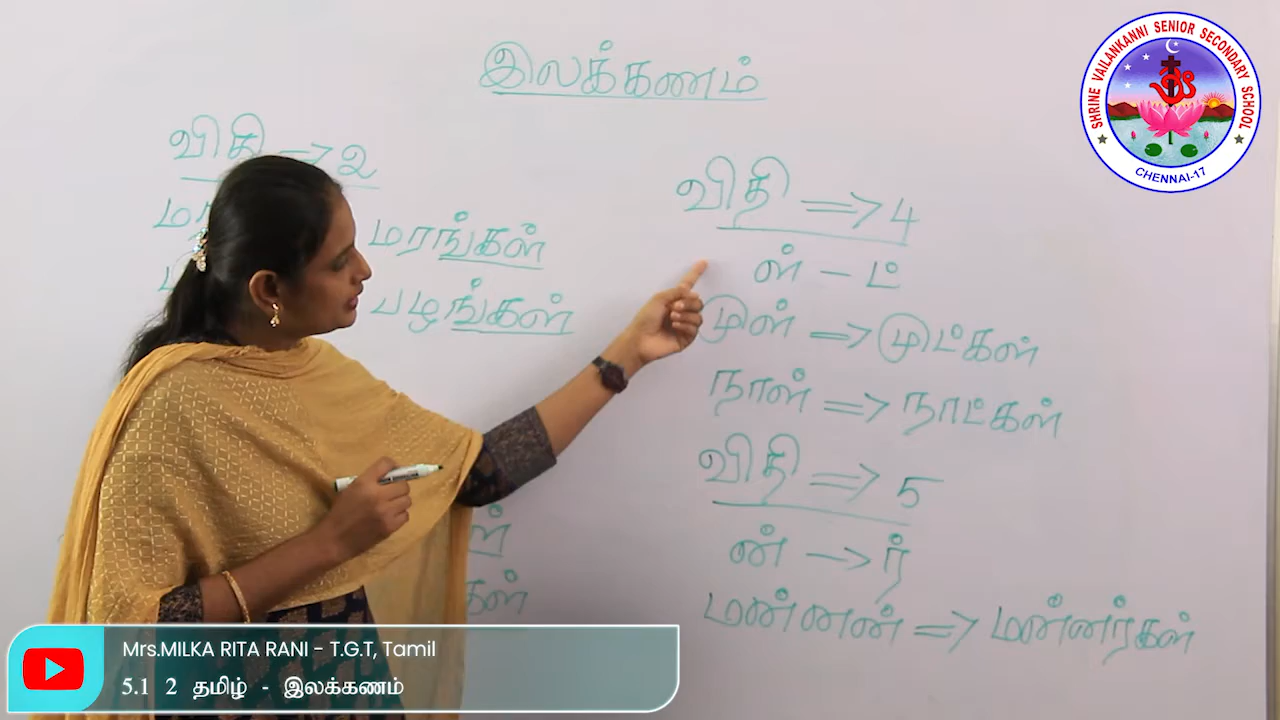 இலக்கணம்
விதி => 2
மரங்கள்
பழங்கள்
கள்
விதி => 4
ள் – ட்
முள் => முட்கள்
நாள் => நாட்கள்
விதி => 5
ன் -> ர்
மன்னன் => மன்னர்கள்
SHRINE VAILANKANNI SENIOR SECONDARY SCHOOL
CHENNAI-17
Mrs.MILKA RITA RANI - T.G.T, Tamil
5.1 2 தமிழ் - இலக்கணம்